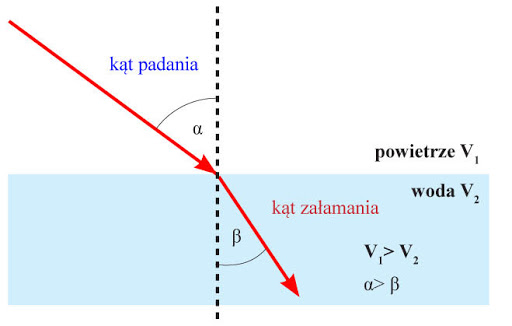 kąt padania
α
powietrze V₁
woda V₂
kąt załamania
β
V₁> V₂
α> β